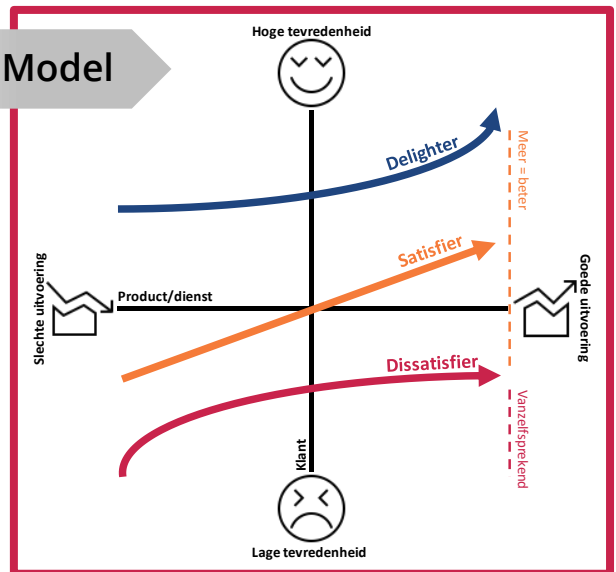 Hoge tevredenheid
Model
Delighter
Meer = beter
Satisfier
Slechte uitvoering
Product/dienst
Goede uitvoering
Dissatisfier
Vanzelfsprekend
Klant
Lage tevredenheid